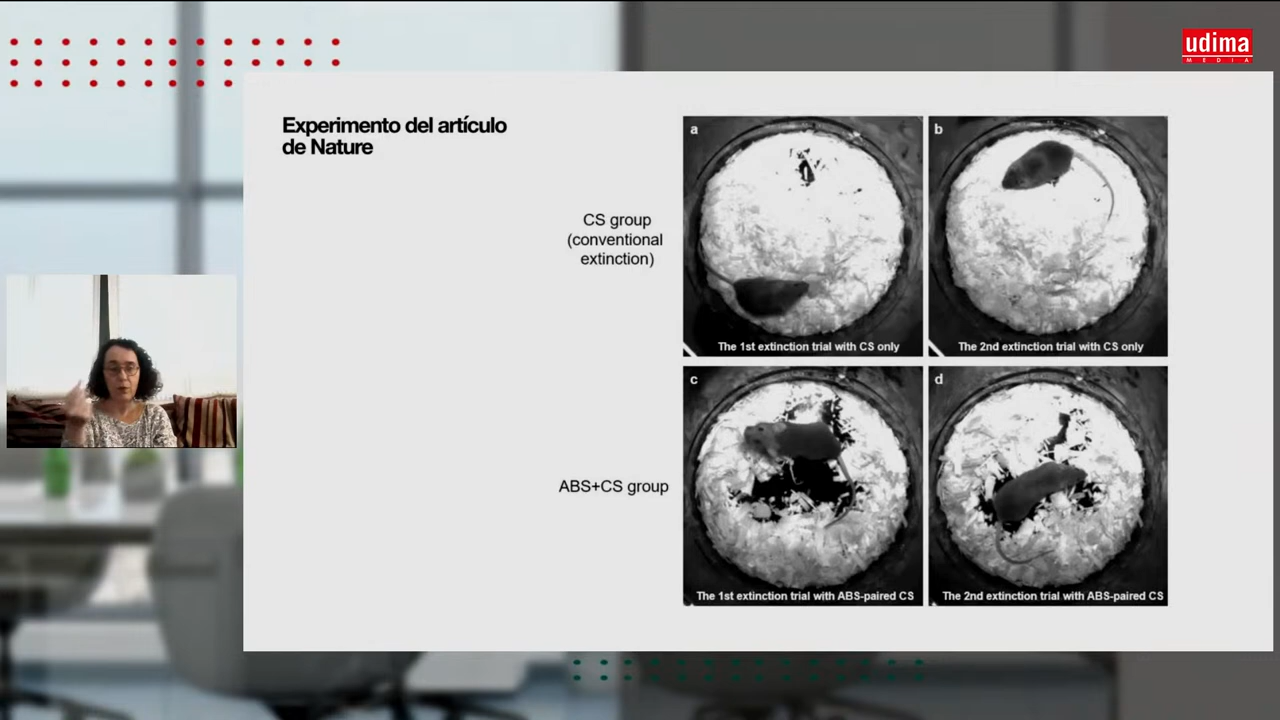 udima
MEDIA
Experimento del artículo
de Nature
CS group
(conventional
extinction)
a
The 1st extinction trial with CS only
b
The 2nd extinction trial with CS only
ABS+CS group
c
The 1st extinction trial with ABS-paired CS
d
The 2nd extinction trial with ABS-paired CS